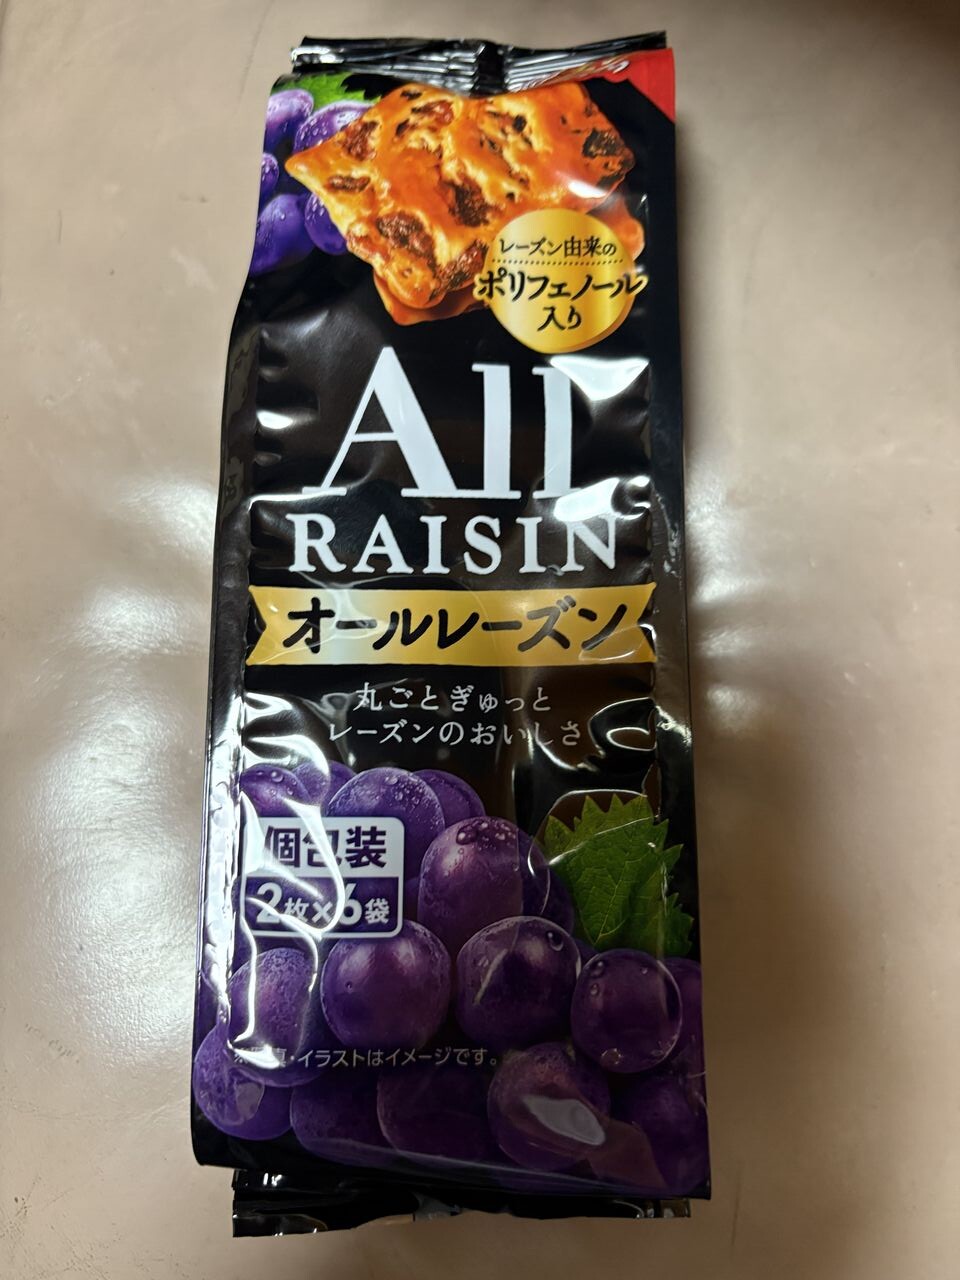 レーズン由来の
ポリフェノール
入り
All
RAISIN
オールレーズン
丸ごとぎゅっと
レーズンのおいしさ
個包装
2枚×6袋
※写真・イラストはイメージです。